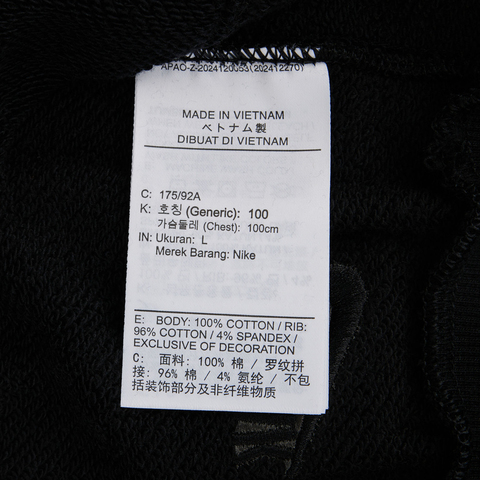 APAO-Z-2024120053(202412270)
MADE IN VIETNAM
ベトナム製
DIBUAT DI VIETNAM
C: 175/92A
K: 호칭 (Generic): 100
가슴둘레 (Chest): 100cm
IN: Ukuran: L
Merek Barang: Nike
E: BODY: 100% COTTON / RIB:
96% COTTON / 4% SPANDEX /
EXCLUSIVE OF DECORATION
C: 面料: 100% 棉 / 罗纹拼
接: 96% 棉 / 4% 氨纶 / 不包
括装饰部分及非纤维物质